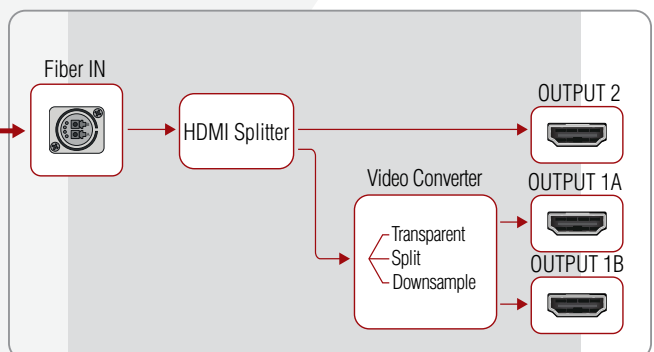 Fiber IN
HDMI Splitter
OUTPUT 2
Video Converter
OUTPUT 1A
Transparent
Split
Downsample
OUTPUT 1B